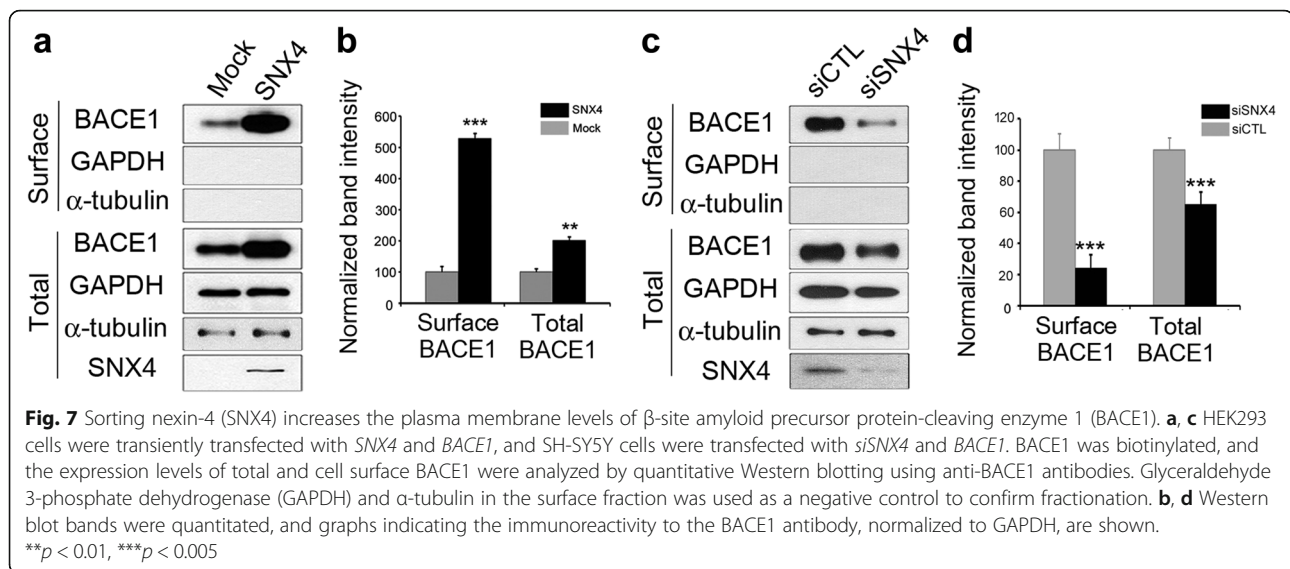 a
Mock SNX4
Surface
BACE1
GAPDH
α-tubulin
Total
BACE1
GAPDH
α-tubulin
SNX4
b
Normalized band intensity
600
500
400
300
200
100
0
***
**
SNX4
Mock
Surface BACE1
Total BACE1
c
siCTL siSNX4
Surface
BACE1
GAPDH
α-tubulin
Total
BACE1
GAPDH
α-tubulin
SNX4
d
Normalized band intensity
120
100
80
60
40
20
0
***
***
siSNX4
siCTL
Surface BACE1
Total BACE1
Fig. 7 Sorting nexin-4 (SNX4) increases the plasma membrane levels of β-site amyloid precursor protein-cleaving enzyme 1 (BACE1). a, c HEK293
cells were transiently transfected with SNX4 and BACE1, and SH-SY5Y cells were transfected with siSNX4 and BACE1. BACE1 was biotinylated, and
the expression levels of total and cell surface BACE1 were analyzed by quantitative Western blotting using anti-BACE1 antibodies. Glyceraldehyde
3-phosphate dehydrogenase (GAPDH) and α-tubulin in the surface fraction was used as a negative control to confirm fractionation. b, d Western
blot bands were quantitated, and graphs indicating the immunoreactivity to the BACE1 antibody, normalized to GAPDH, are shown.
**p < 0.01, ***p < 0.005